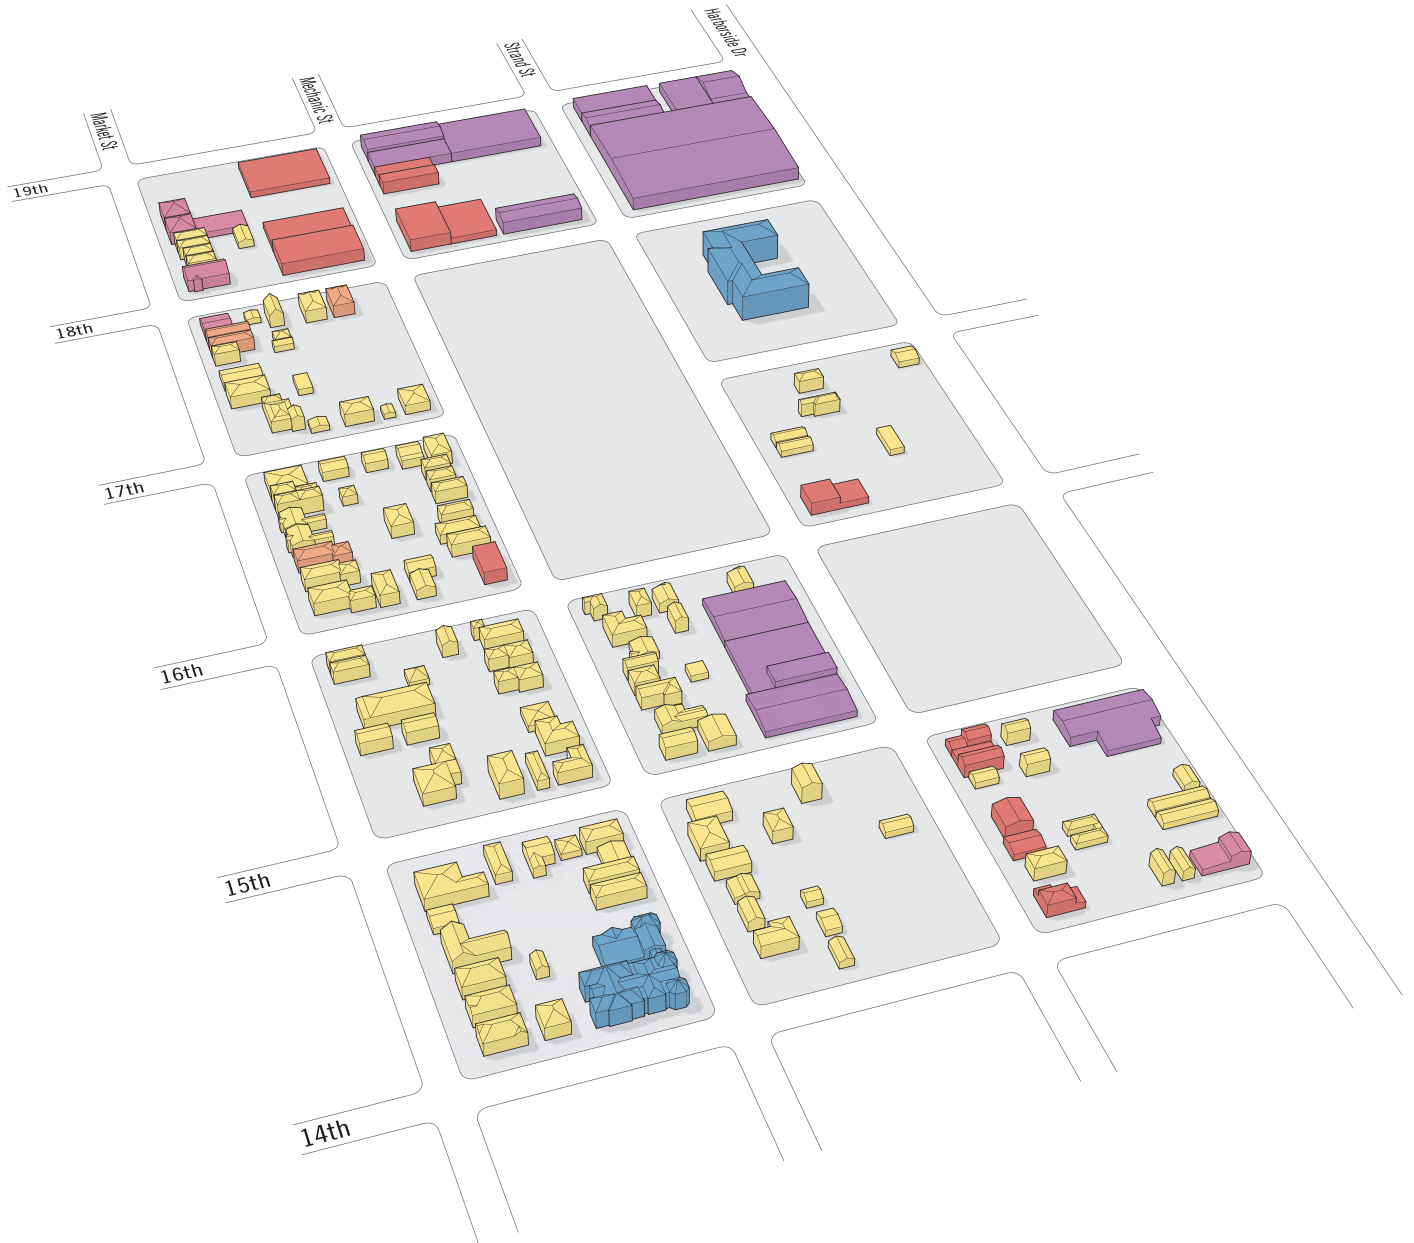 Harborside Dr
Strand St
Mechanic St
Market St
19th
18th
17th
16th
15th
14th